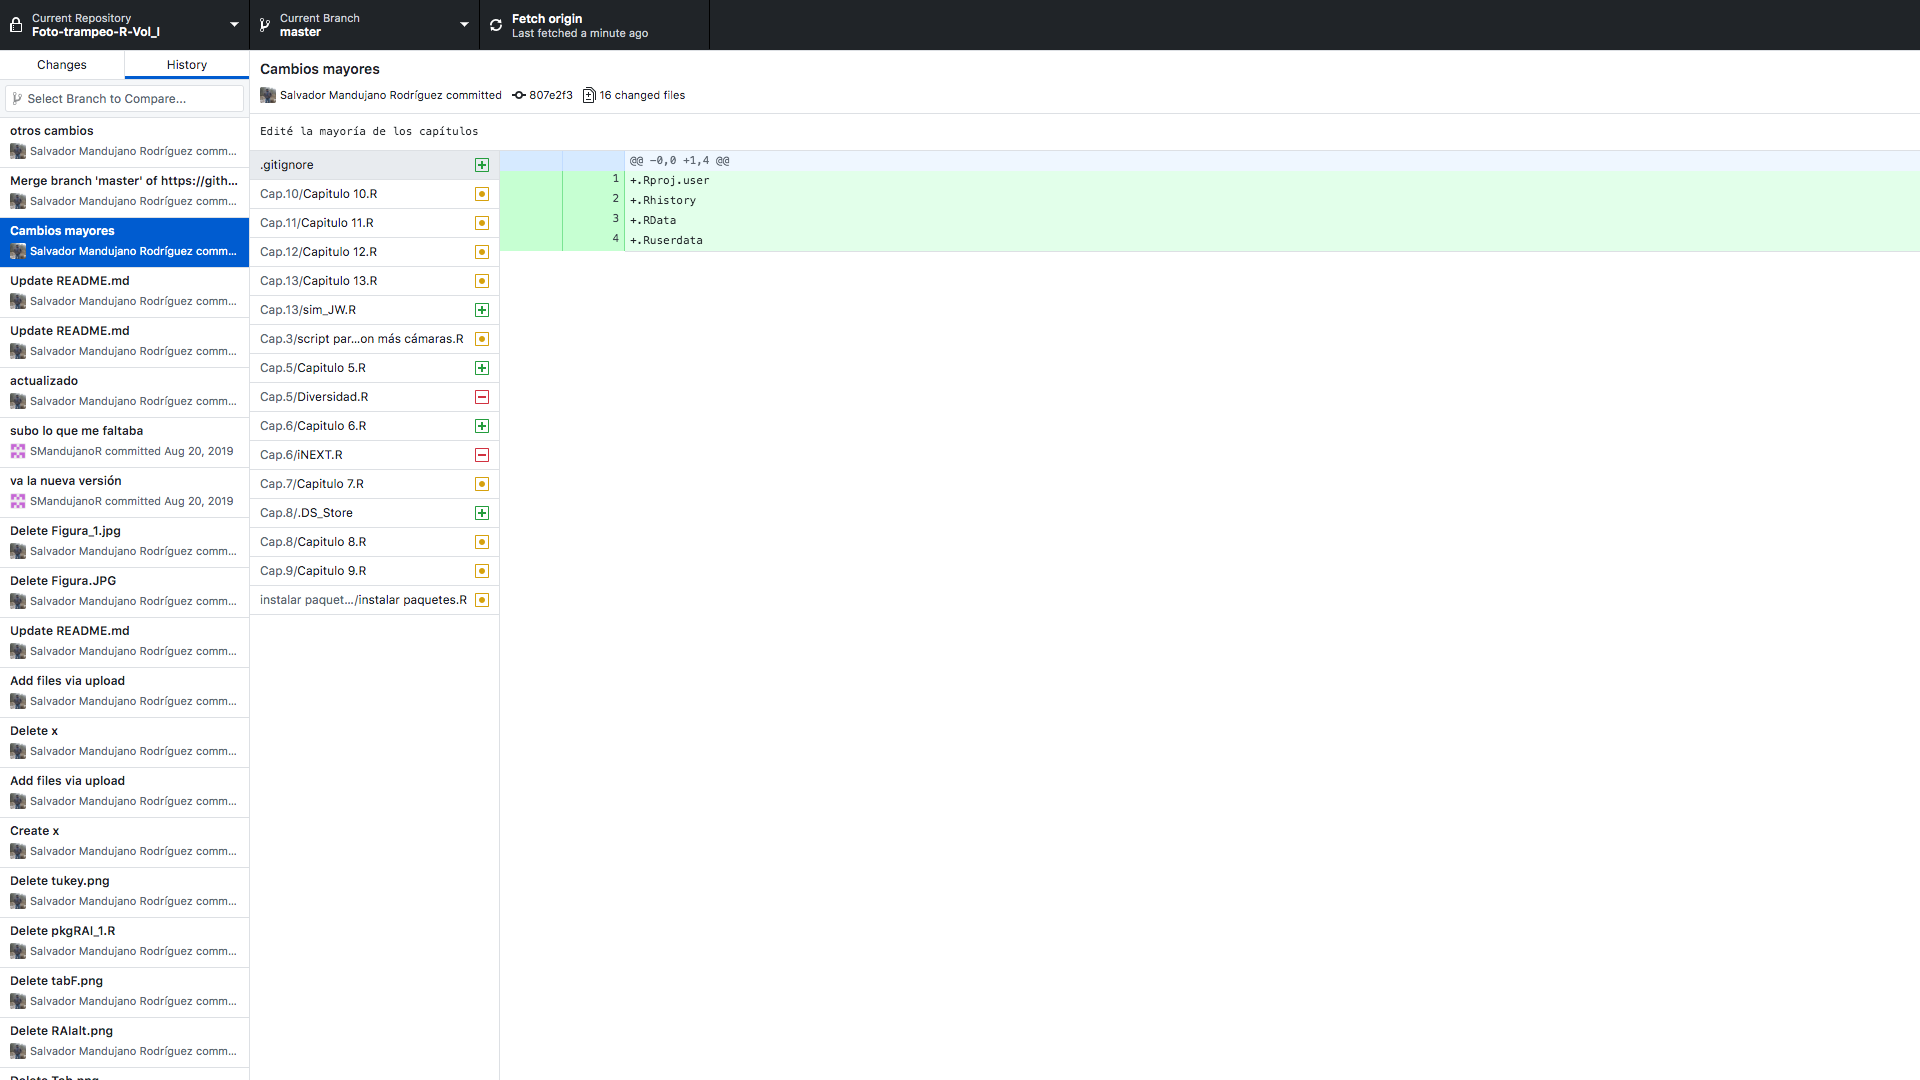 Current Repository
Foto-trampeo-R-Vol_I
Current Branch
master
Fetch origin
Last fetched a minute ago
Changes
History
Select Branch to Compare...
otros cambios
Salvador Mandujano Rodríguez comm...
Merge branch 'master' of https://gith...
Salvador Mandujano Rodríguez comm...
Cambios mayores
Salvador Mandujano Rodríguez comm...
Update README.md
Salvador Mandujano Rodríguez comm...
Update README.md
Salvador Mandujano Rodríguez comm...
actualizado
Salvador Mandujano Rodríguez comm...
subo lo que me faltaba
SMandujanoR committed Aug 20, 2019
va la nueva versión
SMandujanoR committed Aug 20, 2019
Delete Figura_1.jpg
Salvador Mandujano Rodríguez comm...
Delete Figura.JPG
Salvador Mandujano Rodríguez comm...
Update README.md
Salvador Mandujano Rodríguez comm...
Add files via upload
Salvador Mandujano Rodríguez comm...
Delete x
Salvador Mandujano Rodríguez comm...
Add files via upload
Salvador Mandujano Rodríguez comm...
Create x
Salvador Mandujano Rodríguez comm...
Delete tukey.png
Salvador Mandujano Rodríguez comm...
Delete pkgRAI_1.R
Salvador Mandujano Rodríguez comm...
Delete tabF.png
Salvador Mandujano Rodríguez comm...
Delete RAIalt.png
Salvador Mandujano Rodríguez comm...
Delete Tab.png
Cambios mayores
Salvador Mandujano Rodríguez committed 807e2f3 16 changed files
Edité la mayoría de los capítulos
.gitignore
Cap.10/Capitulo 10.R
Cap.11/Capitulo 11.R
Cap.12/Capitulo 12.R
Cap.13/Capitulo 13.R
Cap.13/sim_JW.R
Cap.3/script par...on más cámaras.R
Cap.5/Capitulo 5.R
Cap.5/Diversidad.R
Cap.6/Capitulo 6.R
Cap.6/iNEXT.R
Cap.7/Capitulo 7.R
Cap.8/.DS_Store
Cap.8/Capitulo 8.R
Cap.9/Capitulo 9.R
instalar paquet.../instalar paquetes.R
@@ -0,0 +1,4 @@
1 +.Rproj.user
2 +.Rhistory
3 +.RData
4 +.Ruserdata